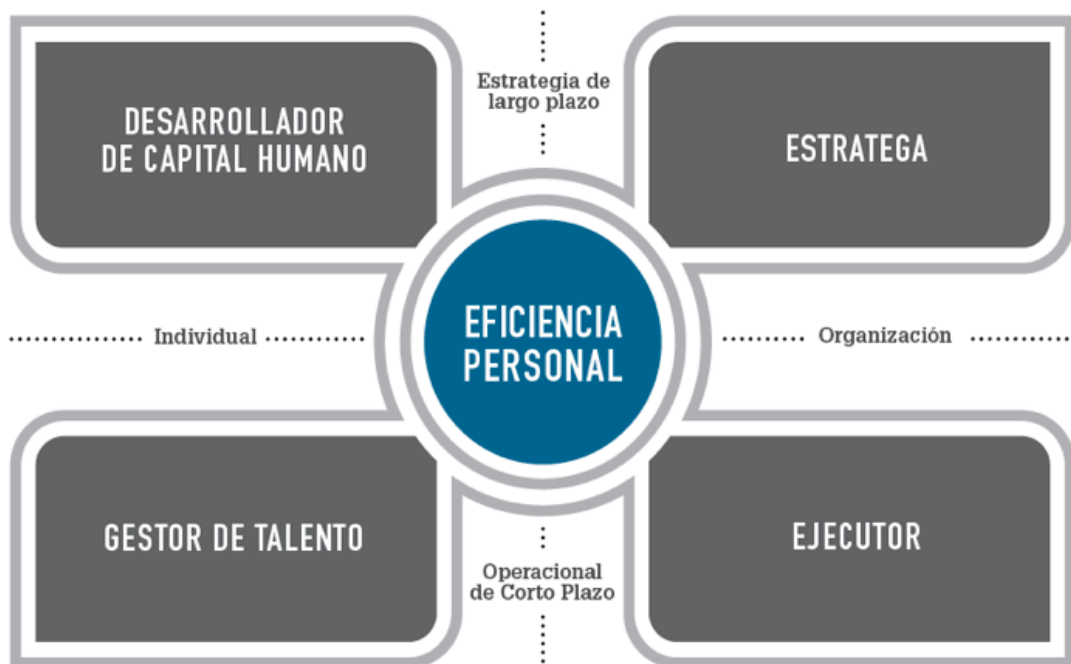 Estrategia de
largo plazo
DESARROLLADOR
DE CAPITAL HUMANO
ESTRATEGA
Individual
EFICIENCIA
PERSONAL
Organización
GESTOR DE TALENTO
EJECUTOR
Operacional
de Corto Plazo